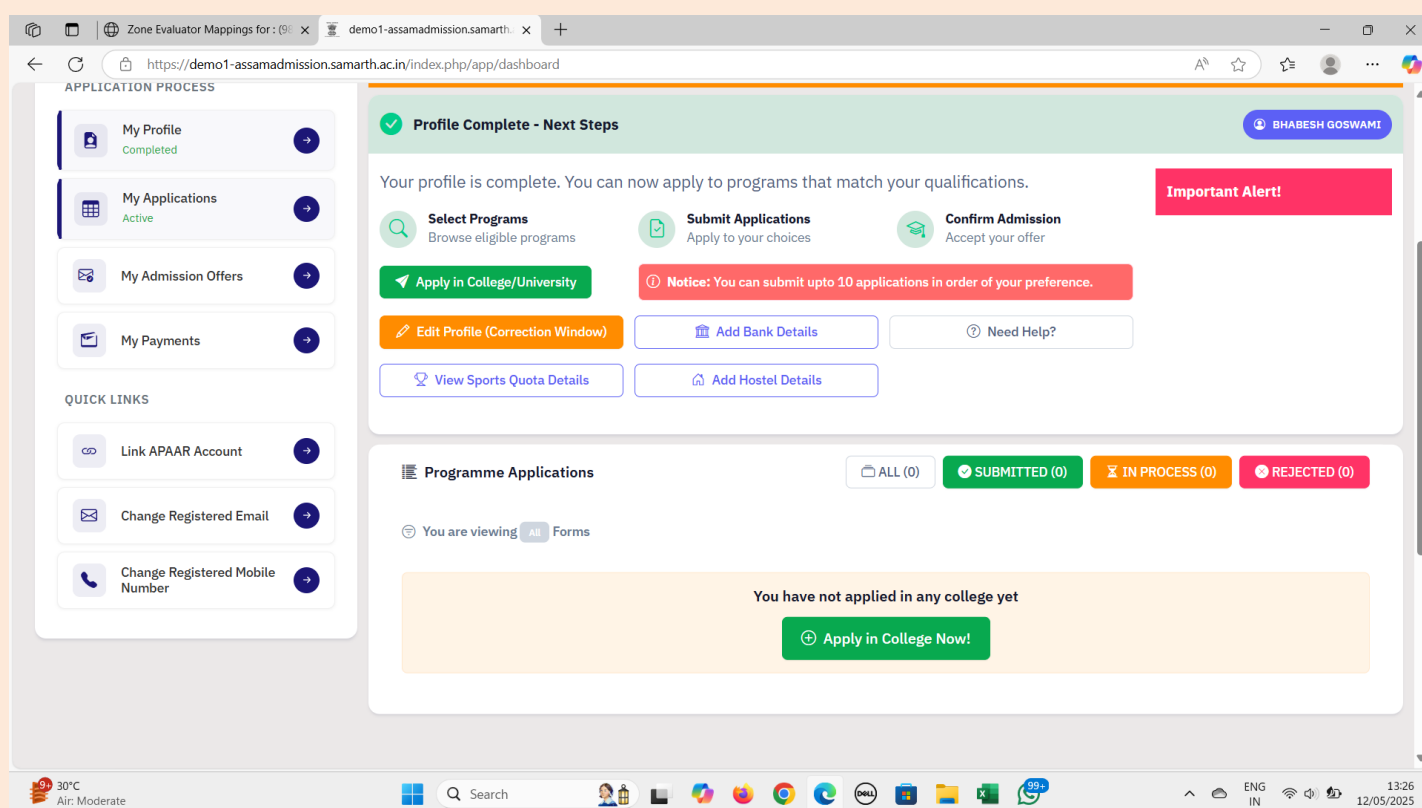 Zone Evaluator Mappings for : (98
demo1-assamadmission.samarth.
https://demo1-assamadmission.samarth.ac.in/index.php/app/dashboard
APPLICATION PROCESS
My Profile
Completed
My Applications
Active
My Admission Offers
My Payments
QUICK LINKS
Link APAAR Account
Change Registered Email
Change Registered Mobile
Number
Profile Complete - Next Steps
BHABESH GOSWAMI
Your profile is complete. You can now apply to programs that match your qualifications.
Important Alert!
Select Programs
Browse eligible programs
Submit Applications
Apply to your choices
Confirm Admission
Accept your offer
Apply in College/University
Notice: You can submit upto 10 applications in order of your preference.
Edit Profile (Correction Window)
Add Bank Details
Need Help?
View Sports Quota Details
Add Hostel Details
Programme Applications
ALL (0)
SUBMITTED (0)
IN PROCESS (0)
REJECTED (0)
You are viewing All Forms
You have not applied in any college yet
Apply in College Now!
9+
30°C
Air: Moderate
Search
DELL
99+
ENG
IN
13:26
12/05/2025